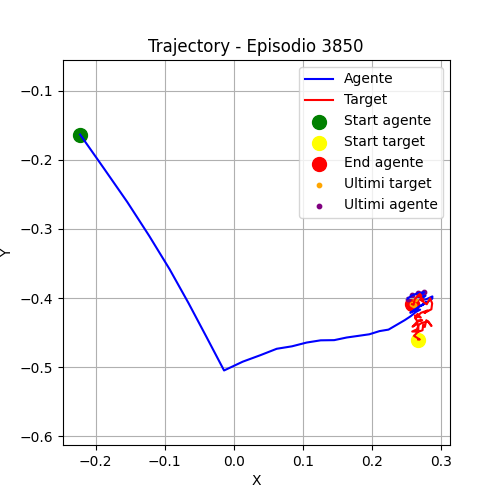 Trajectory - Episodio 3850
Agente
Target
Start agente
Start target
End agente
Ultimi target
Ultimi agente
−0.1
−0.2
−0.3
−0.4
−0.5
−0.6
Y
−0.2
−0.1
0.0
0.1
0.2
0.3
X